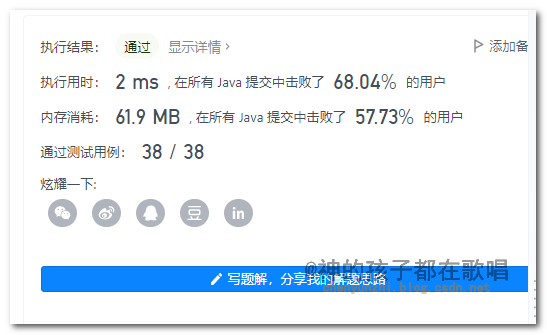 执行结果： 通过 显示详情 › 添加备
执行用时： 2 ms , 在所有 Java 提交中击败了 68.04% 的用户
内存消耗： 61.9 MB , 在所有 Java 提交中击败了 57.73% 的用户
通过测试用例： 38 / 38
炫耀一下:
豆 in
@神的孩子都在歌唱
写题解，分享我的解题思路